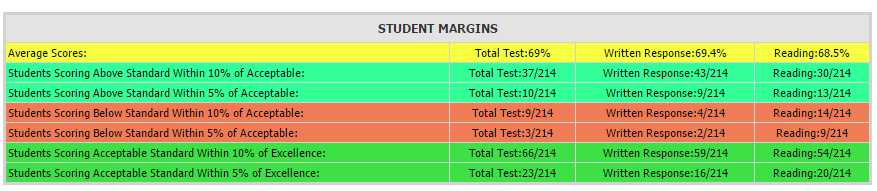 STUDENT MARGINS
Average Scores: Total Test:69% Written Response:69.4% Reading:68.5%
Students Scoring Above Standard Within 10% of Acceptable: Total Test:37/214 Written Response:43/214 Reading:30/214
Students Scoring Above Standard Within 5% of Acceptable: Total Test:10/214 Written Response:9/214 Reading:13/214
Students Scoring Below Standard Within 10% of Acceptable: Total Test:9/214 Written Response:4/214 Reading:14/214
Students Scoring Below Standard Within 5% of Acceptable: Total Test:3/214 Written Response:2/214 Reading:9/214
Students Scoring Acceptable Standard Within 10% of Excellence: Total Test:66/214 Written Response:59/214 Reading:54/214
Students Scoring Acceptable Standard Within 5% of Excellence: Total Test:23/214 Written Response:16/214 Reading:20/214